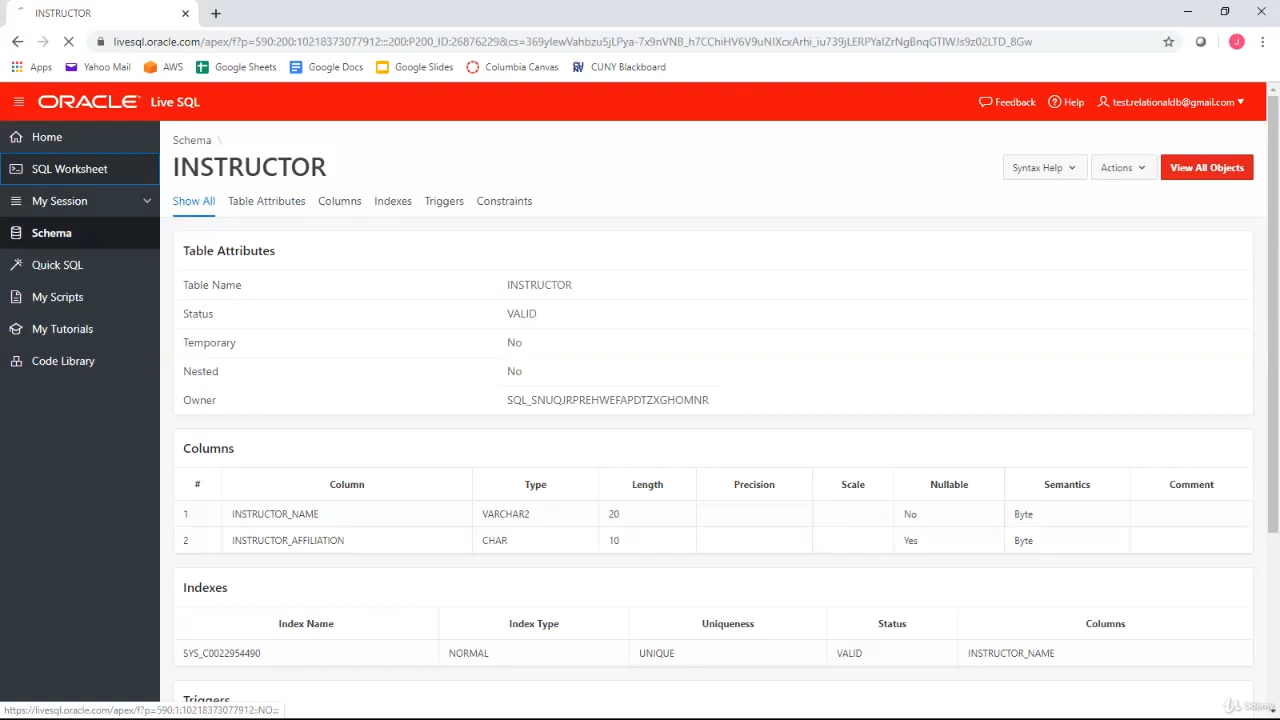 INSTRUCTOR
livesql.oracle.com/apex/f?p=590:200:10218373077912:::200:P200_ID:26876229&cs=369ylewVahbzu5jLPya-7x9nVNB_h7CChiHV6V9uNIXcxArhi_iu739jLERPYalZrNgBnqGTIWJs9z02LTD_8Gw
Apps Yahoo Mail AWS Google Sheets Google Docs Google Slides Columbia Canvas CUNY Blackboard
ORACLE Live SQL Feedback Help test.relationaldb@gmail.com
Home
SQL Worksheet
My Session
Schema
Quick SQL
My Scripts
My Tutorials
Code Library
Schema \
INSTRUCTOR
Syntax Help Actions View All Objects
Show All Table Attributes Columns Indexes Triggers Constraints
Table Attributes
Table Name INSTRUCTOR
Status VALID
Temporary No
Nested No
Owner SQL_SNUQJRPREHWEFAPDTZXGHOMNR
Columns
# Column Type Length Precision Scale Nullable Semantics Comment
1 INSTRUCTOR_NAME VARCHAR2 20 No Byte
2 INSTRUCTOR_AFFILIATION CHAR 10 Yes Byte
Indexes
Index Name Index Type Uniqueness Status Columns
SYS_C0022954490 NORMAL UNIQUE VALID INSTRUCTOR_NAME
Triggers
https://livesql.oracle.com/apex/f?p=590:1:10218373077912::NO:::
Udemy